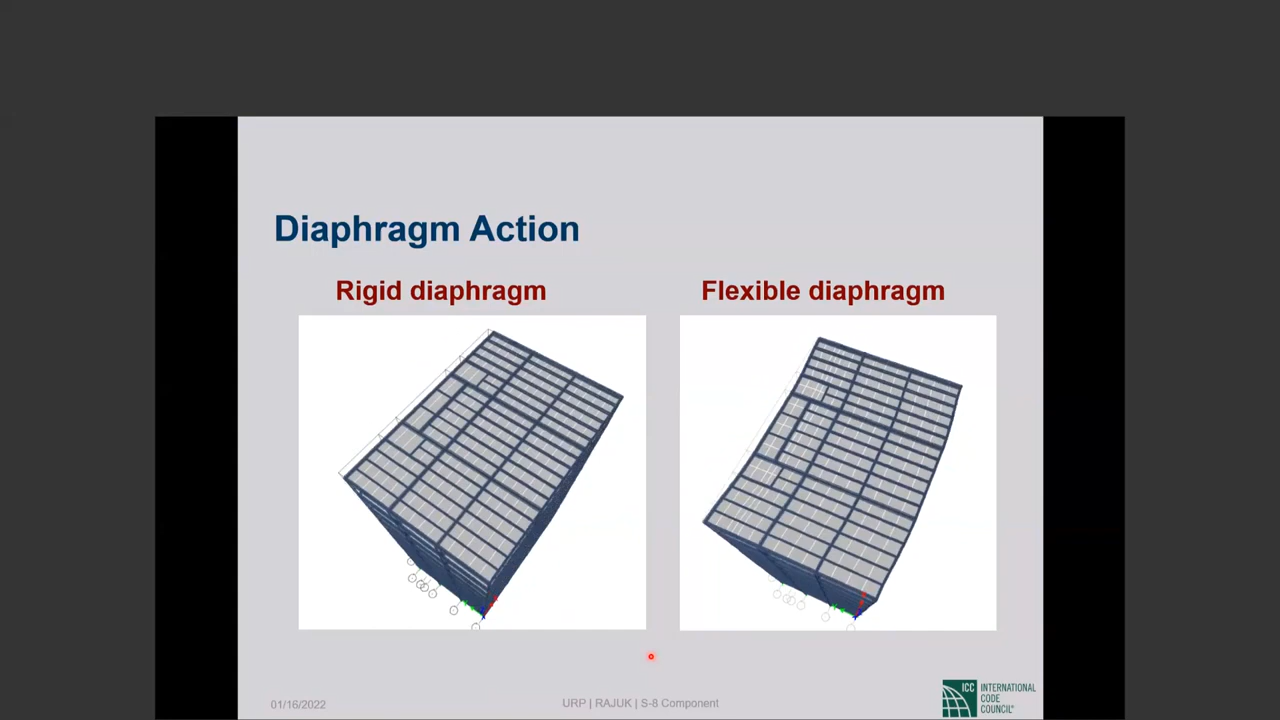 Diaphragm Action
Rigid diaphragm
Flexible diaphragm
01/16/2022
URP | RAJUK | S-8 Component
ICC
INTERNATIONAL
CODE
COUNCIL®